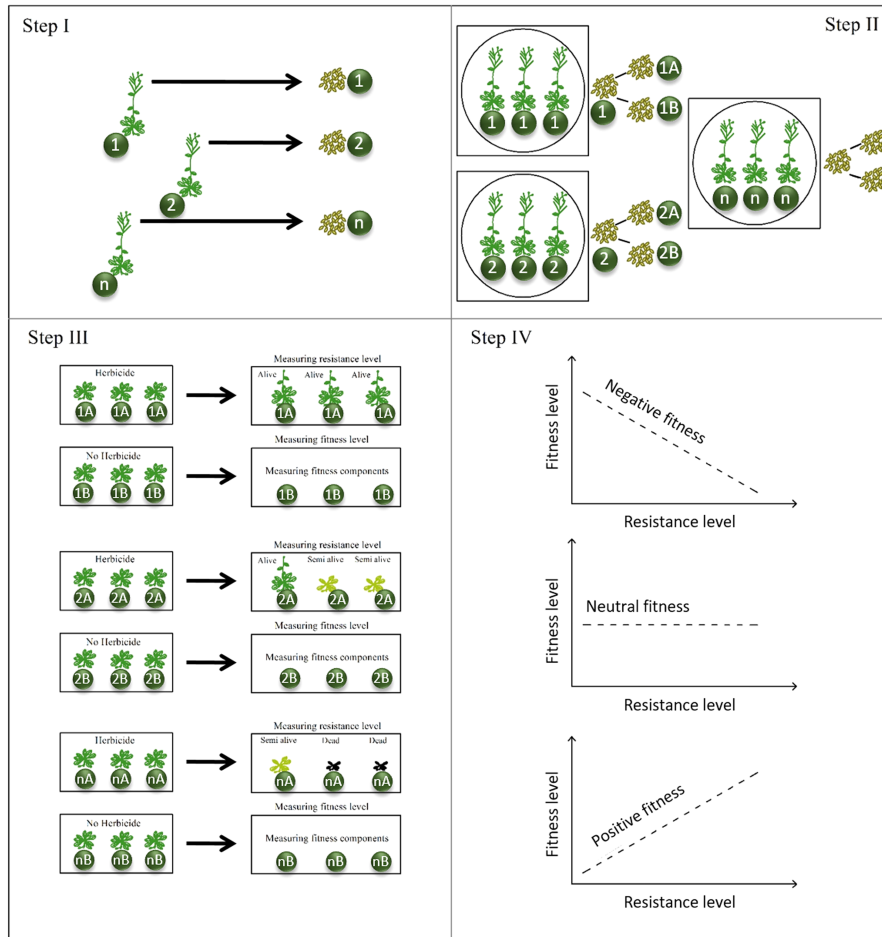 Step I
1
1
2
2
n
n
Step II
1 1 1
1
1A
1B
2 2 2
2
2A
2B
n n n
Step III
Herbicide
1A 1A 1A
Measuring resistance level
Alive Alive Alive
1A 1A 1A
No Herbicide
1B 1B 1B
Measuring fitness level
Measuring fitness components
1B 1B 1B
Herbicide
2A 2A 2A
Measuring resistance level
Alive Semi alive Semi alive
2A 2A 2A
No Herbicide
2B 2B 2B
Measuring fitness level
Measuring fitness components
2B 2B 2B
Herbicide
nA nA nA
Measuring resistance level
Semi alive Dead Dead
nA nA nA
No Herbicide
nB nB nB
Measuring fitness level
Measuring fitness components
nB nB nB
Step IV
Fitness level
Negative fitness
Resistance level
Fitness level
Neutral fitness
Resistance level
Fitness level
Positive fitness
Resistance level